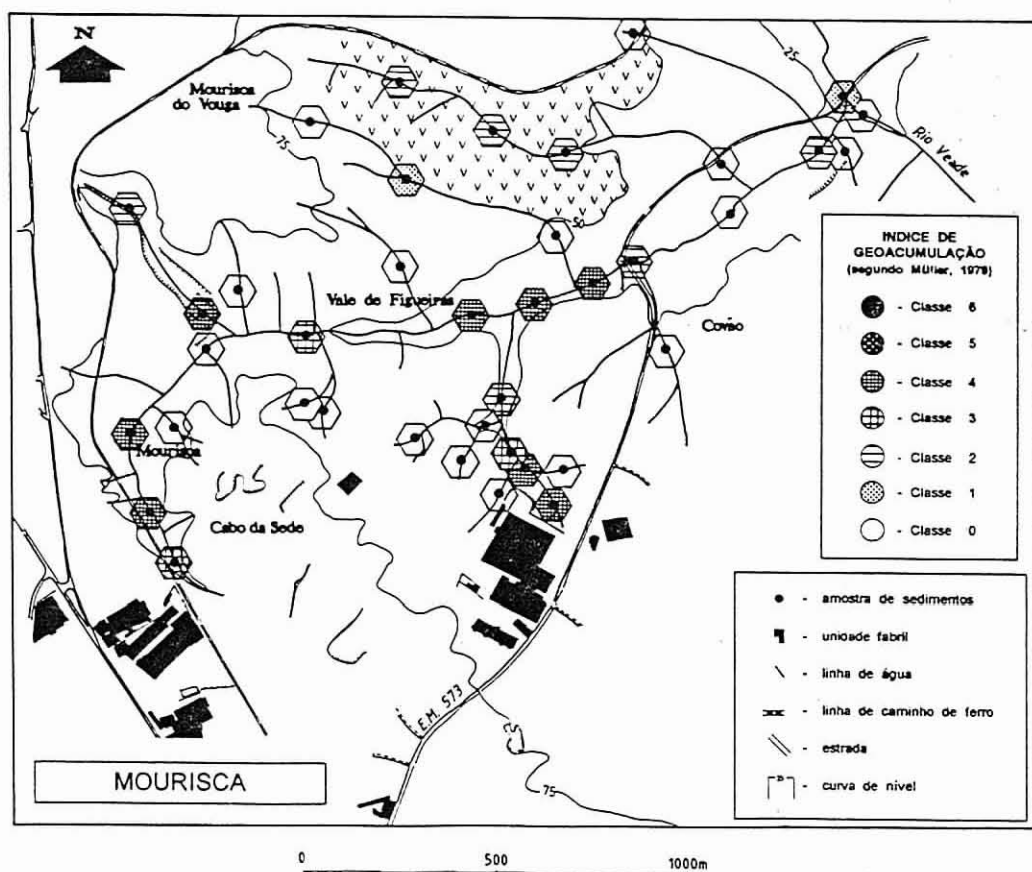 N
Mourisca
do Vouga
75
25
Rio Veade
50
Vale de Figueiras
Covão
Mourisca
Cabo da Sede
E.M. 573
75
75
MOURISCA
INDICE DE
GEOACUMULAÇÃO
(segundo Müller, 1979)
- Classe 6
- Classe 5
- Classe 4
- Classe 3
- Classe 2
- Classe 1
- Classe 0
- amostra de sedimentos
- unidade fabril
- linha de água
- linha de caminho de ferro
- estrada
- curva de nível
0 500 1000m